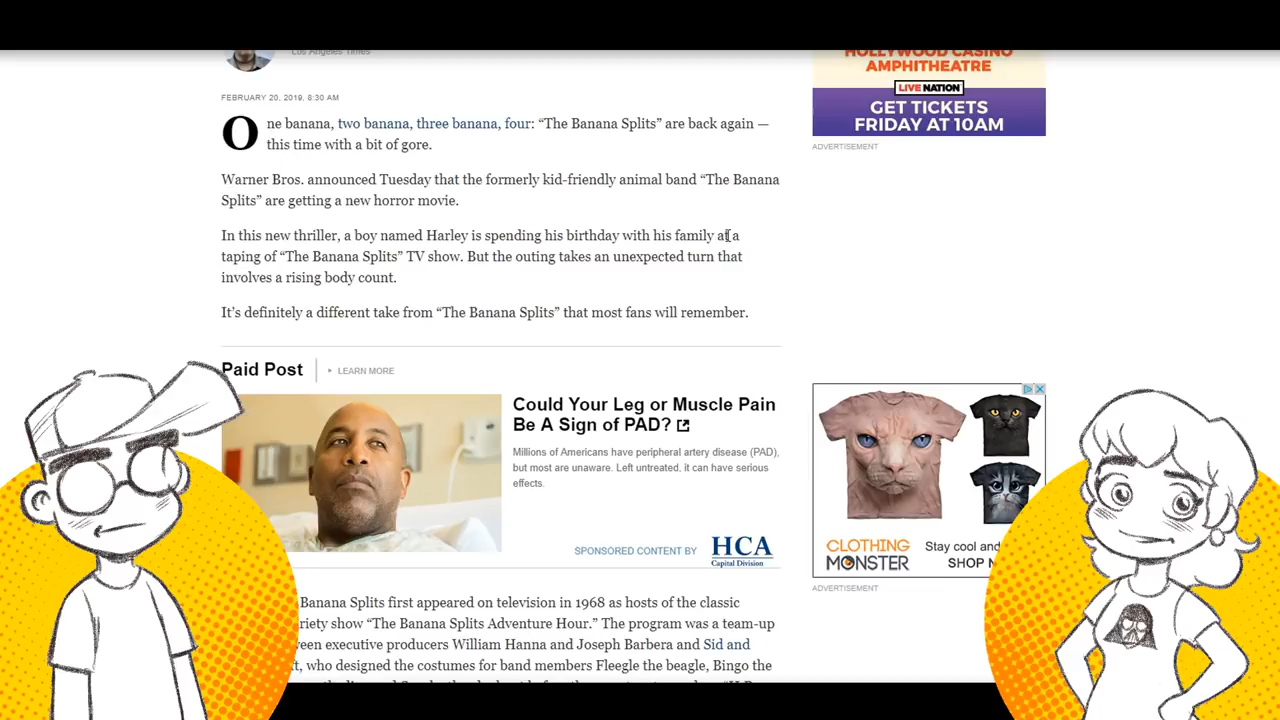 Los Angeles Times
FEBRUARY 20, 2019, 8:30 AM
One banana, two banana, three banana, four: “The Banana Splits” are back again —
this time with a bit of gore.
Warner Bros. announced Tuesday that the formerly kid-friendly animal band “The Banana
Splits” are getting a new horror movie.
In this new thriller, a boy named Harley is spending his birthday with his family at a
taping of “The Banana Splits” TV show. But the outing takes an unexpected turn that
involves a rising body count.
It’s definitely a different take from “The Banana Splits” that most fans will remember.
Paid Post
LEARN MORE
Could Your Leg or Muscle Pain
Be A Sign of PAD?
Millions of Americans have peripheral artery disease (PAD),
but most are unaware. Left untreated, it can have serious
effects.
SPONSORED CONTENT BY
HCA
Capital Division
Banana Splits first appeared on television in 1968 as hosts of the classic
riety show “The Banana Splits Adventure Hour.” The program was a team-up
een executive producers William Hanna and Joseph Barbera and Sid and
t, who designed the costumes for band members Fleegle the beagle, Bingo the
HOLLYWOOD CASINO
AMPHITHEATRE
LIVE NATION
GET TICKETS
FRIDAY AT 10AM
ADVERTISEMENT
CLOTHING
MONSTER
Stay cool and
SHOP N
ADVERTISEMENT